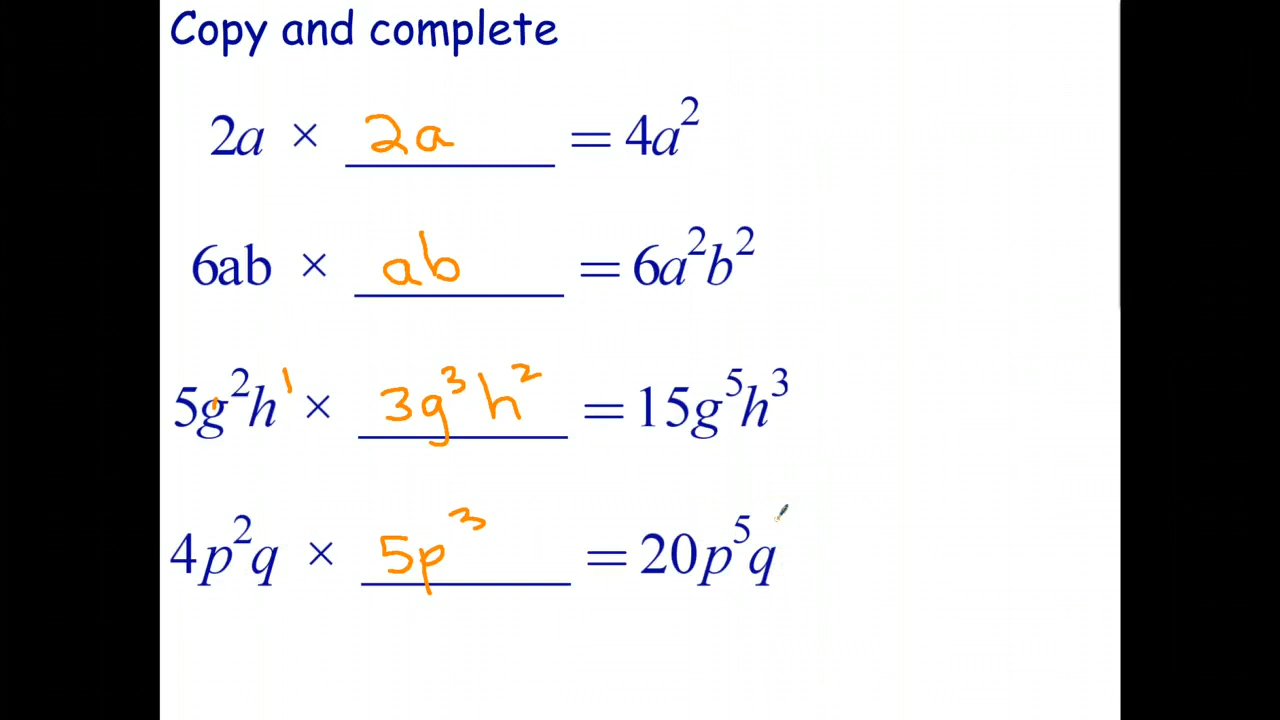 Copy and complete
2a × 2a = 4a²
6ab × ab = 6a²b²
5g²h¹ × 3g³h² = 15g⁵h³
4p²q × 5p³ = 20p⁵q